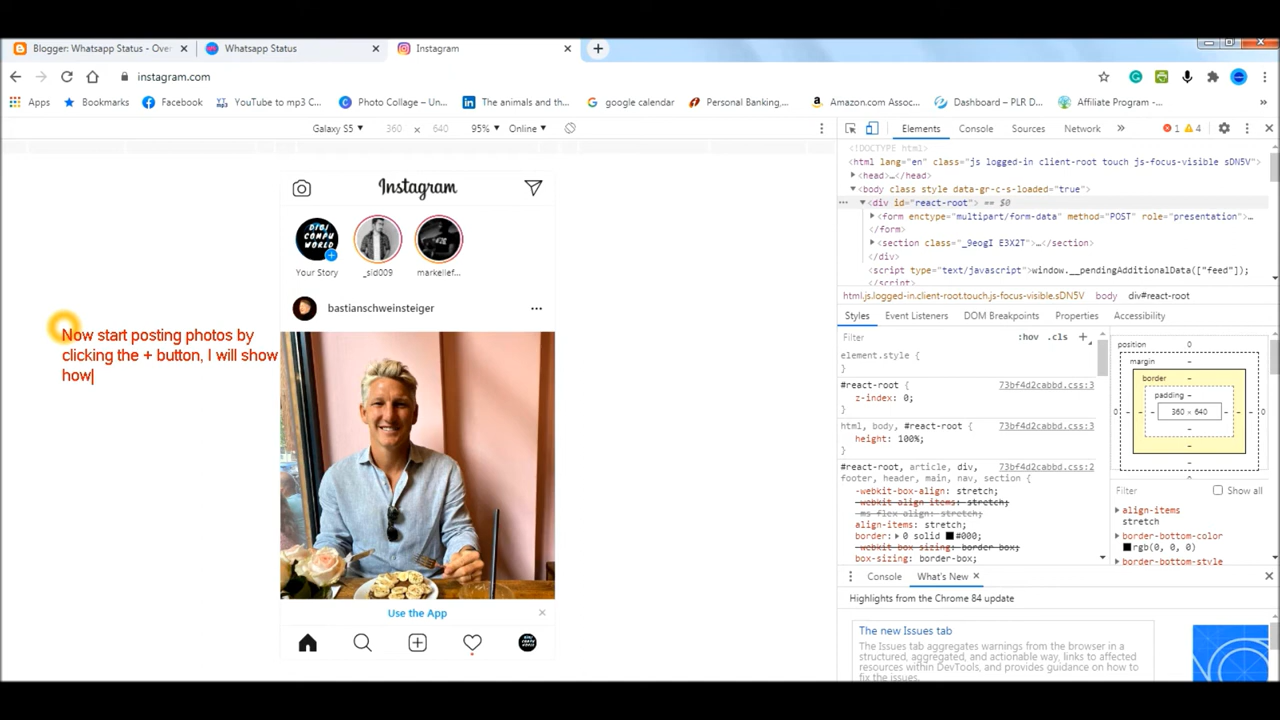 Blogger: Whatsapp Status - Over
Whatsapp Status
Instagram
instagram.com
Apps
Bookmarks
Facebook
YouTube to mp3 C...
Photo Collage – Un...
The animals and th...
google calendar
Personal Banking,...
Amazon.com Assoc...
Dashboard – PLR D...
Affiliate Program -...
Galaxy S5 ▼ 360 × 640 95% ▼ Online ▼
Elements Console Sources Network » 1 4
<!DOCTYPE html>
<html lang="en" class="js logged-in client-root touch js-focus-visible sDN5V">
<head>…</head>
<body class style data-gr-c-s-loaded="true">
<div id="react-root"> == $0
<form enctype="multipart/form-data" method="POST" role="presentation">…
</form>
<section class="_9eogI E3X2T">…</section>
</div>
<script type="text/javascript">window.__pendingAdditionalData(["feed");
</script>
html.js.logged-in.client-root.touch.js-focus-visible.sDN5V body div#react-root
Styles Event Listeners DOM Breakpoints Properties Accessibility
Filter :hov .cls +
element.style {
}
#react-root { 73bf4d2cabbd.css:3
z-index: 0;
}
html, body, #react-root { 73bf4d2cabbd.css:3
height: 100%;
}
#react-root, article, div, 73bf4d2cabbd.css:3
footer, header, main, nav, section {
-webkit-box-align: stretch;
-webkit-align-items: stretch;
-ms-flex-align: stretch;
align-items: stretch;
border: 0 solid #000;
-webkit-box-sizing: border-box;
box-sizing: border-box;
position 0
margin -
border -
padding -
0 - - - 360 × 640 - - - 0
-
-
-
Filter Show all
align-items
stretch
border-bottom-color
rgb(0, 0, 0)
border-bottom-style
Console What's New ×
Highlights from the Chrome 84 update
The new Issues tab
The Issues tab aggregates warnings from the browser in a
structured, aggregated, and actionable way, links to affected
resources within DevTools, and provides guidance on how to
fix the issues.
Instagram
DIGI
COMPU
WORLD
Your Story
_sid009
markellef...
bastianschweinsteiger
Use the App
Now start posting photos by
clicking the + button, I will show
how